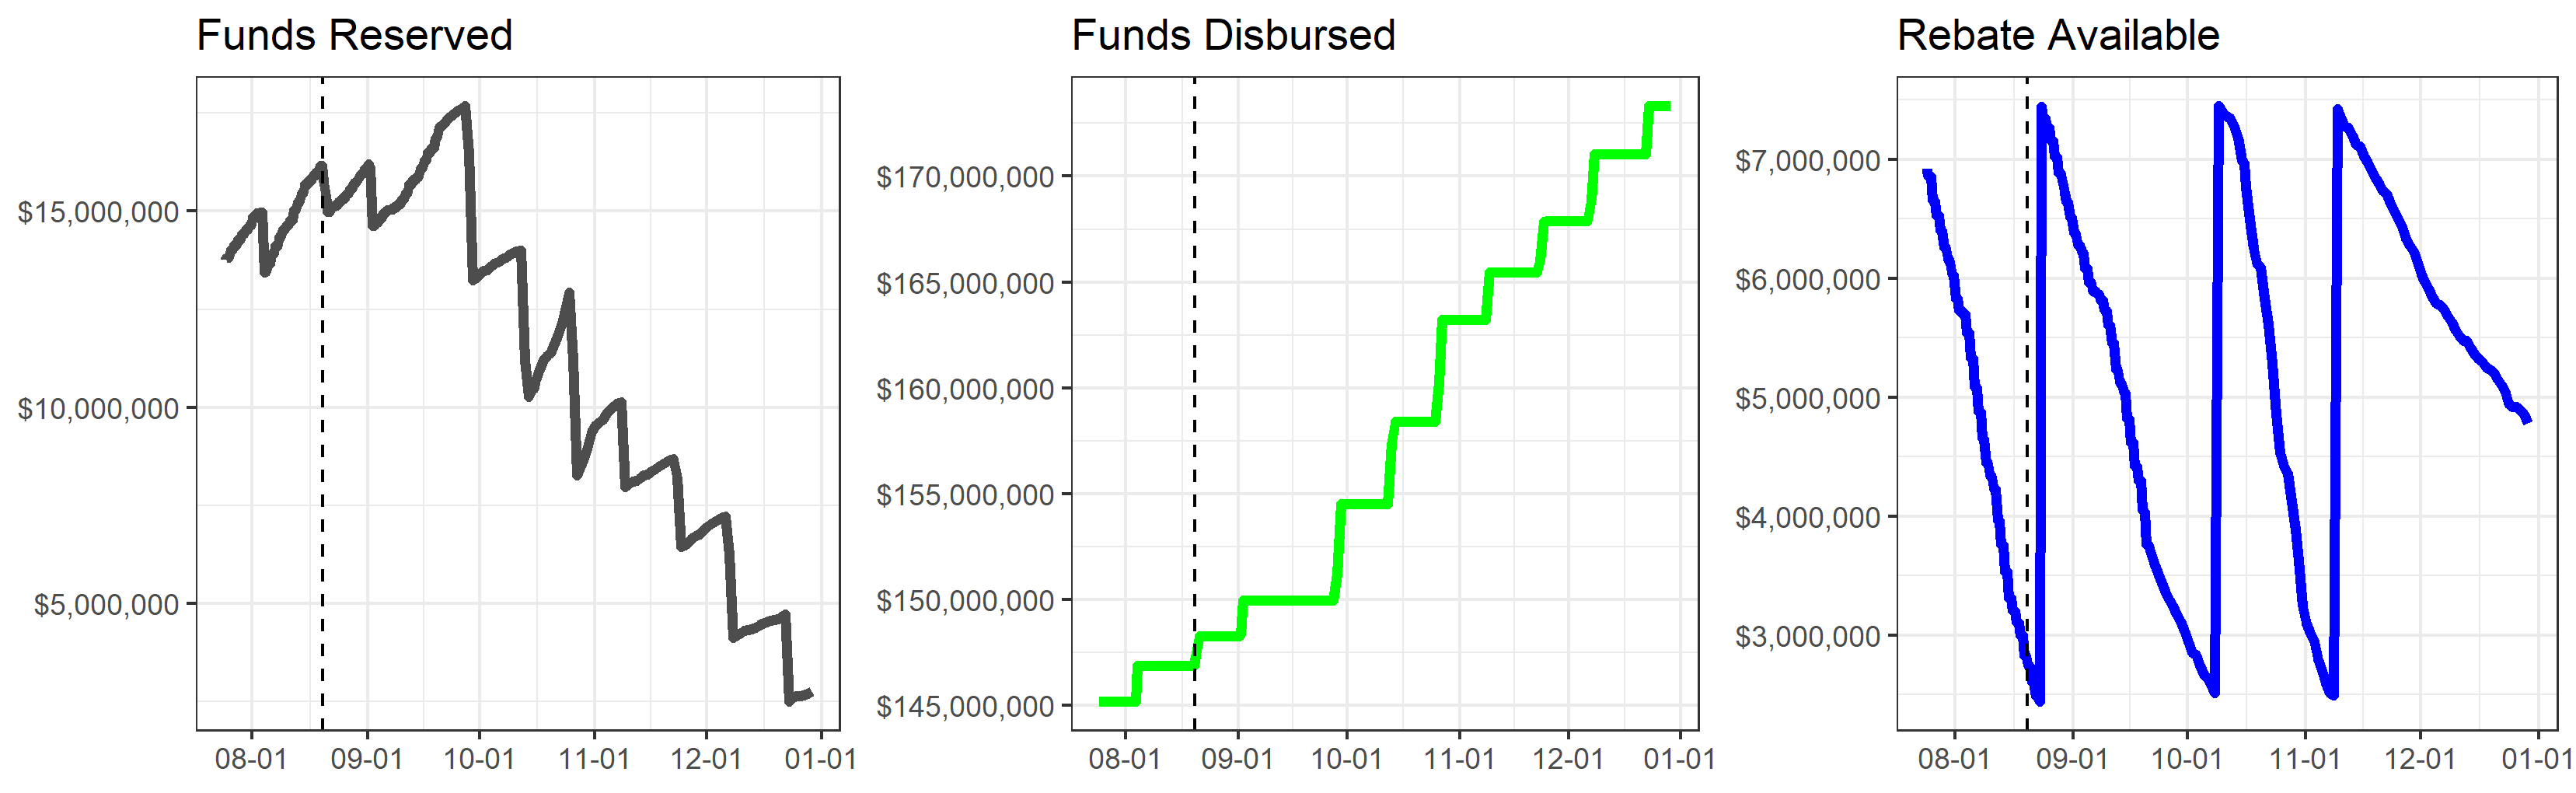 Funds Reserved
$15,000,000
$10,000,000
$5,000,000
08-01 09-01 10-01 11-01 12-01 01-01
Funds Disbursed
$170,000,000
$165,000,000
$160,000,000
$155,000,000
$150,000,000
$145,000,000
08-01 09-01 10-01 11-01 12-01 01-01
Rebate Available
$7,000,000
$6,000,000
$5,000,000
$4,000,000
$3,000,000
08-01 09-01 10-01 11-01 12-01 01-01